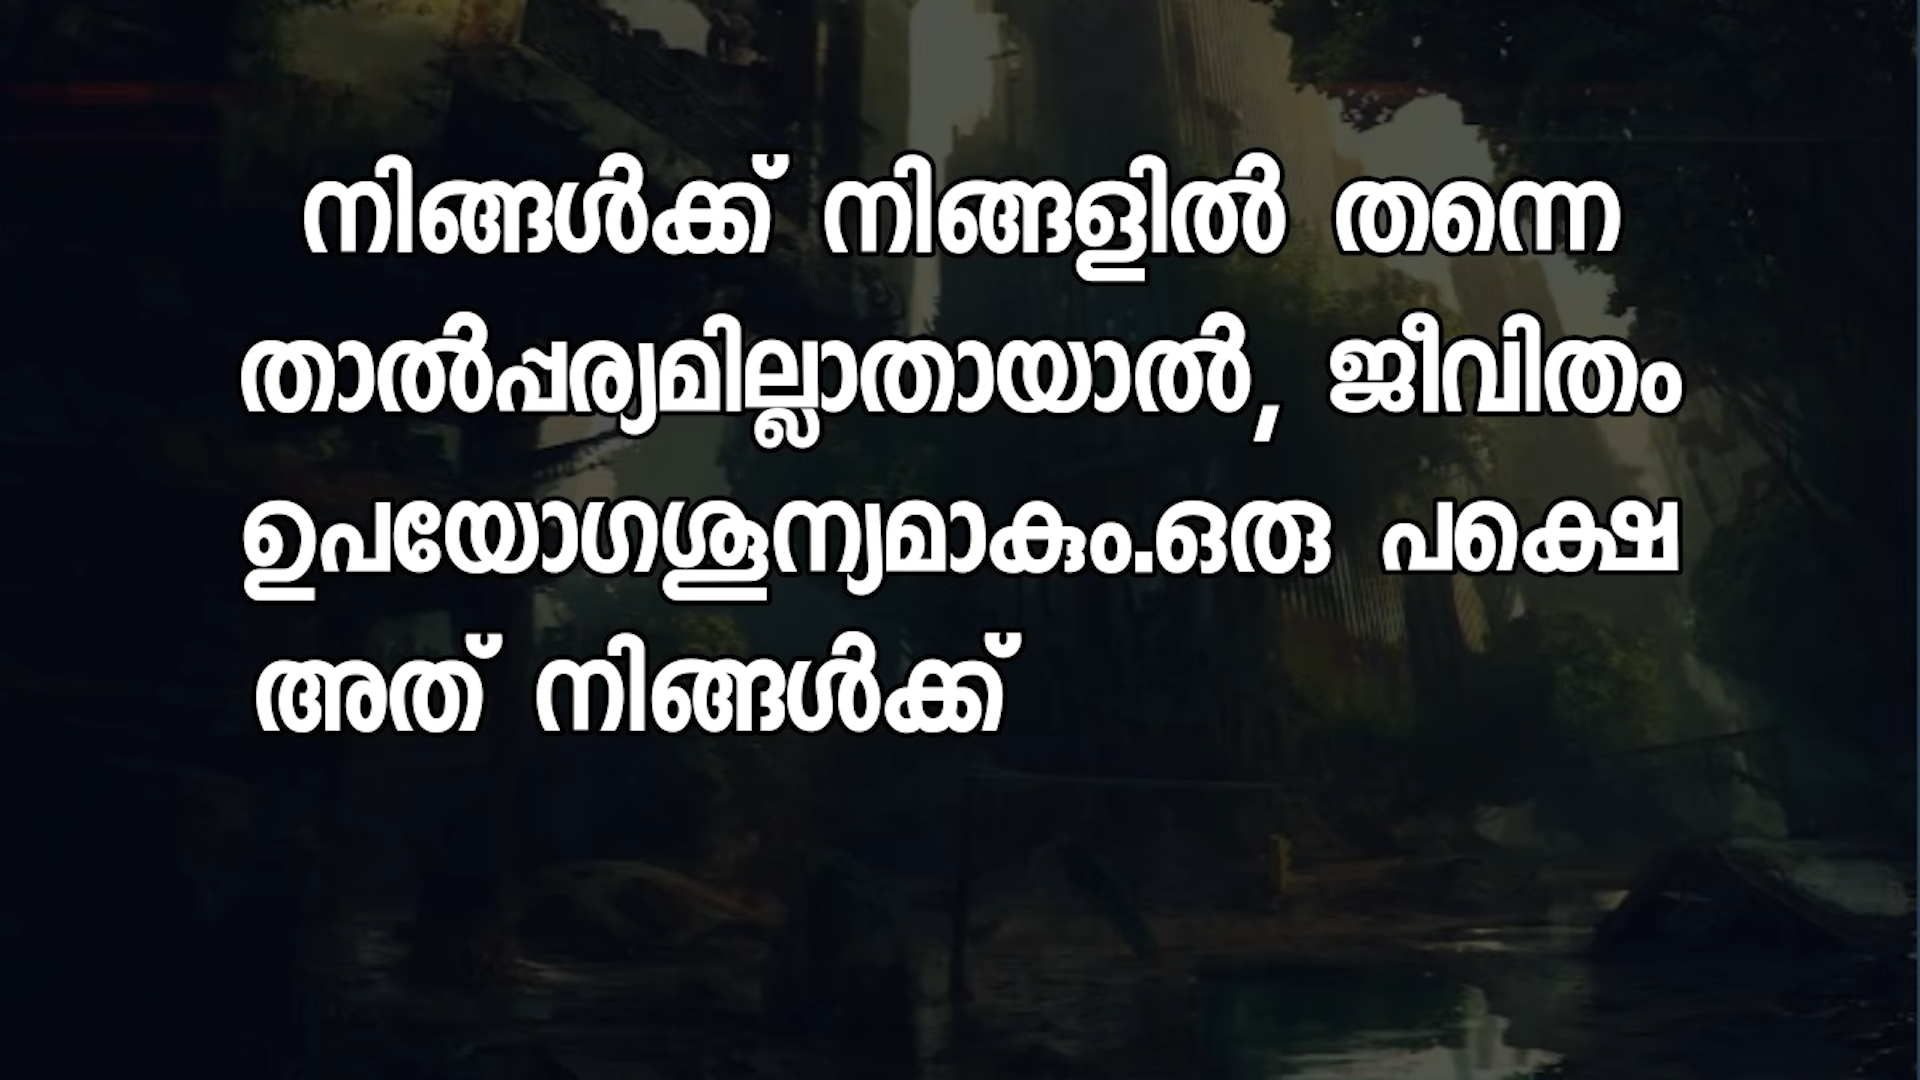 നിങ്ങൾക്ക് നിങ്ങളിൽ തന്നെ
താൽപ്പര്യമില്ലാതായാൽ, ജീവിതം
ഉപയോഗശൂന്യമാകും.ഒരു പക്ഷെ
അത് നിങ്ങൾക്ക്